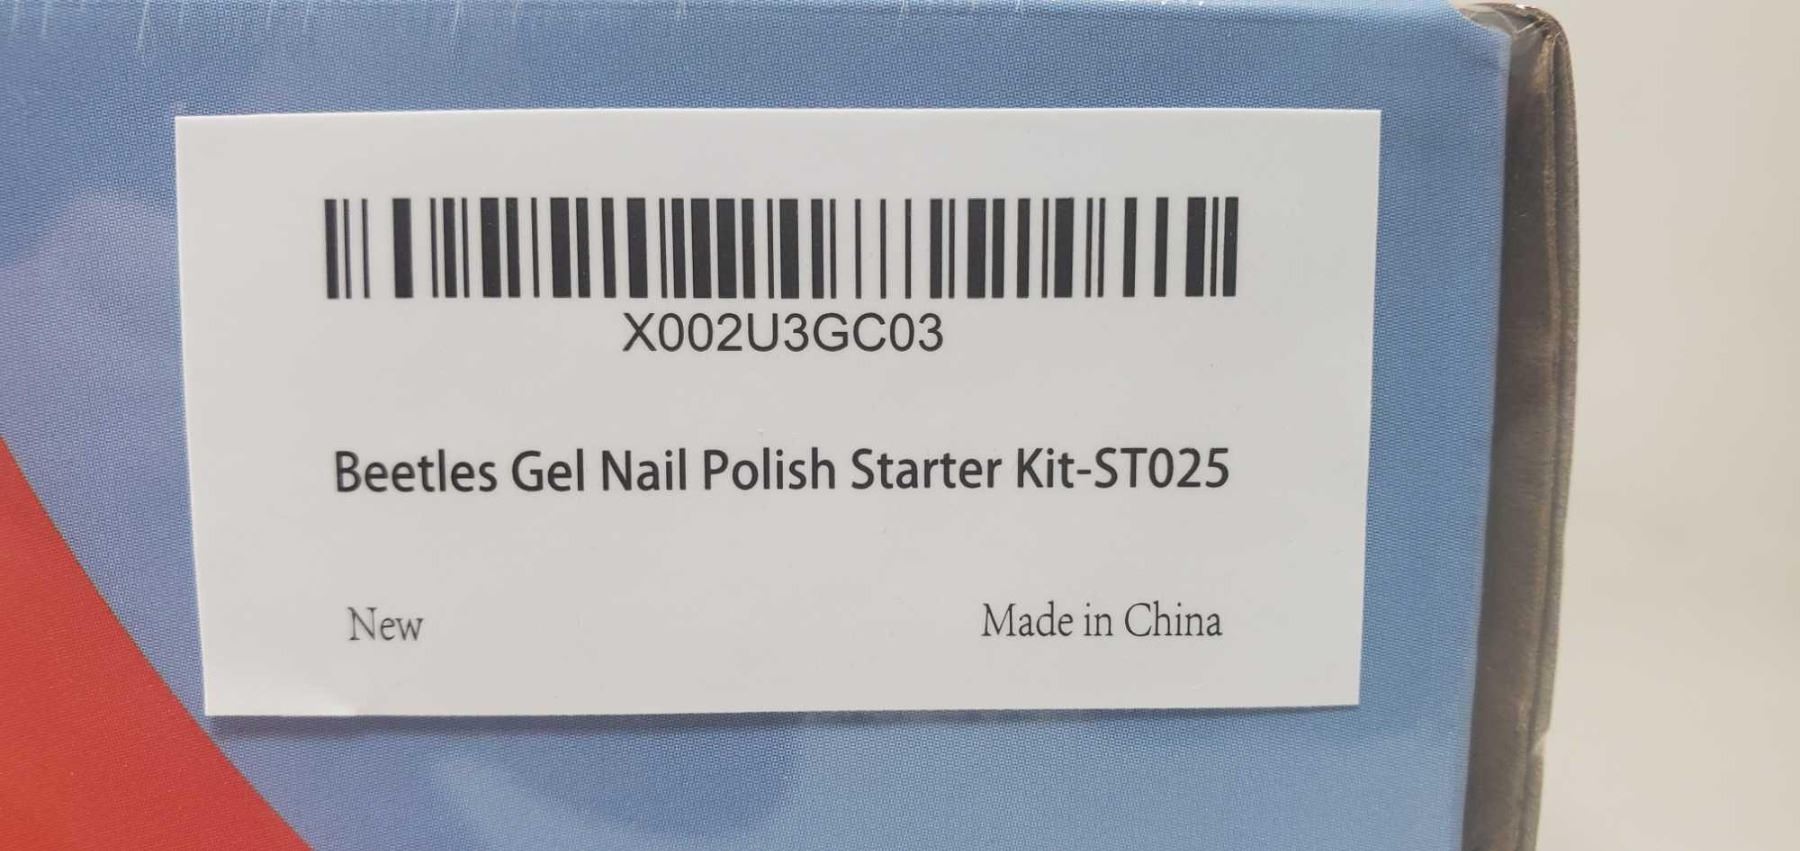 X002U3GC03
Beetles Gel Nail Polish Starter Kit-ST025
New
Made in China